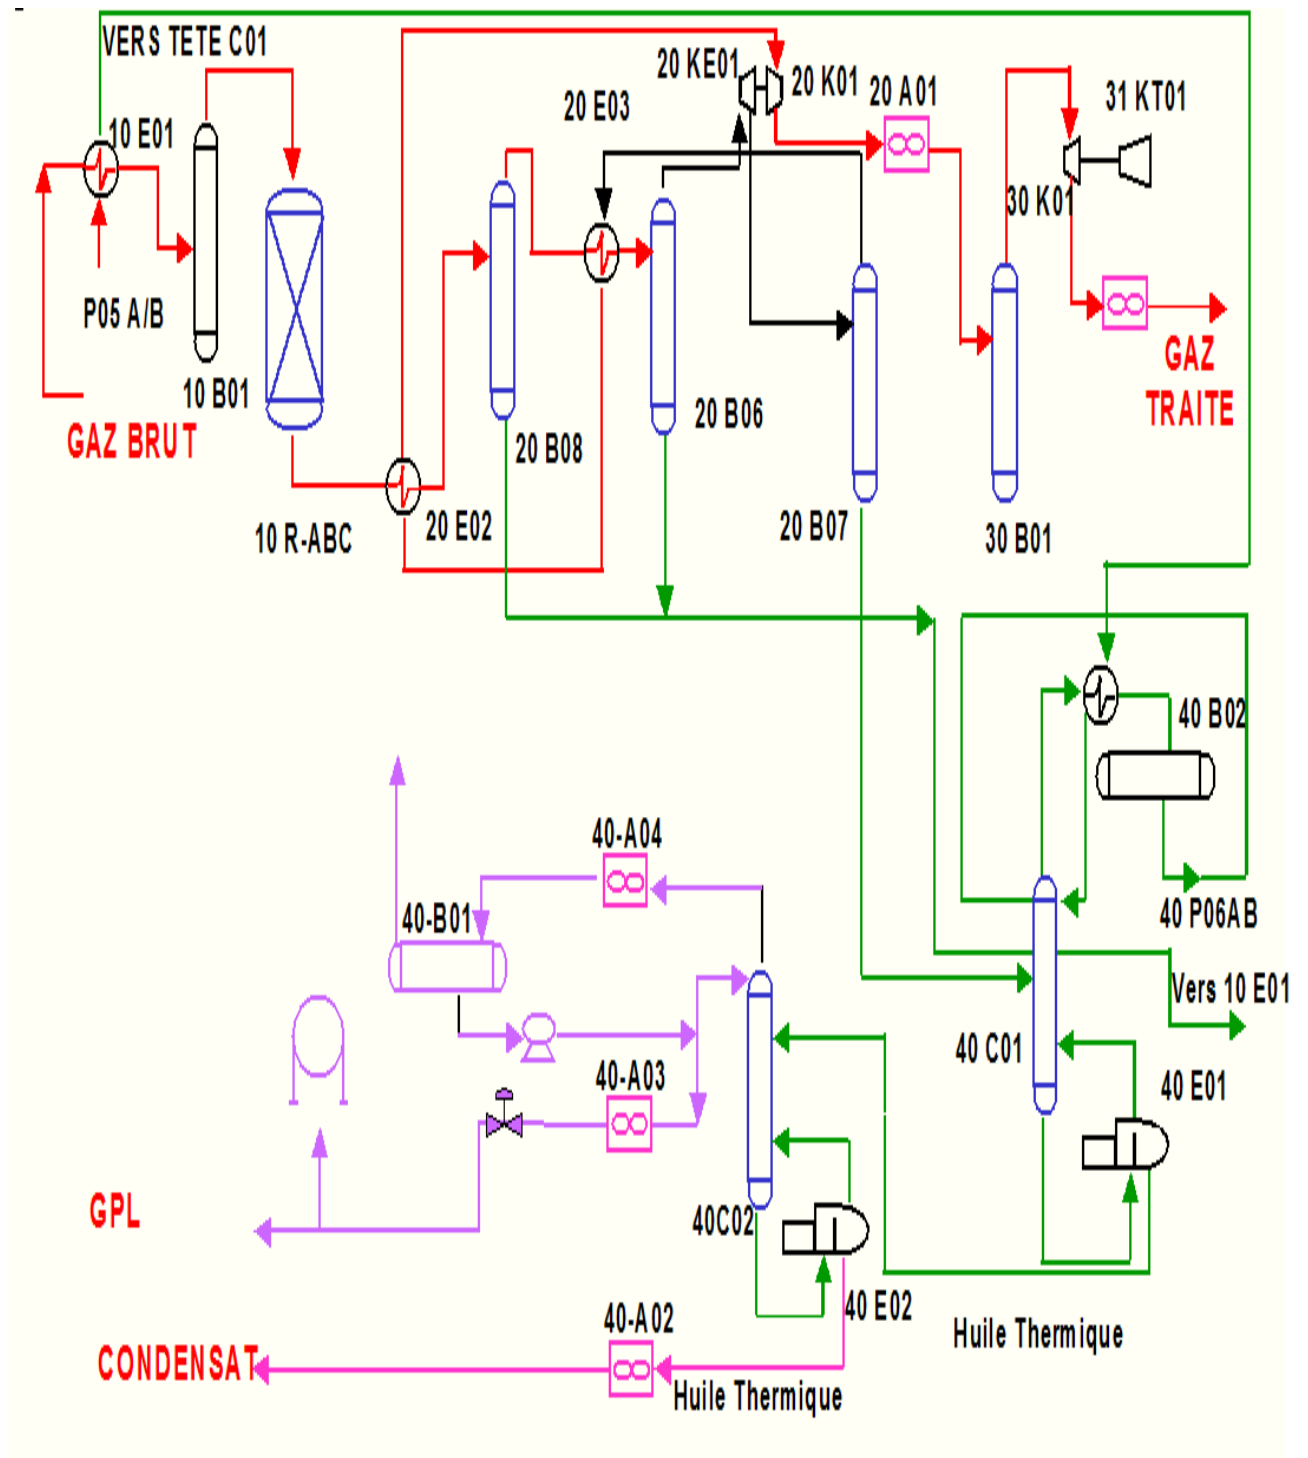 VERS TETE C01
20 KE01
20 K01
20 A01
31 KT01
20 E03
10 E01
30 K01
P05 A/B
GAZ
TRAITE
10 B01
GAZ BRUT
20 B06
20 B08
10 R-ABC
20 E02
20 B07
30 B01
40 B02
40-A04
40-B01
40 P06AB
Vers 10 E01
40 C01
40-A03
40 E01
GPL
40C02
40 E02
40-A02
Huile Thermique
CONDENSAT
Huile Thermique